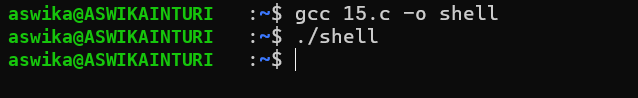 aswika@ASWIKAINTURI   :~$ gcc 15.c -o shell
aswika@ASWIKAINTURI   :~$ ./shell
aswika@ASWIKAINTURI   :~$